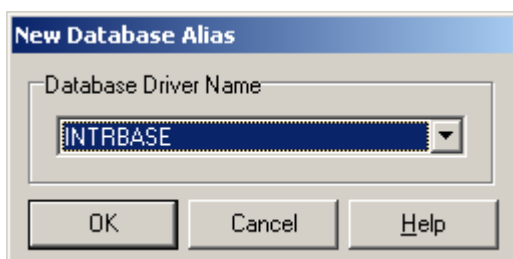 New Database Alias
Database Driver Name
INTRBASE
OK Cancel Help